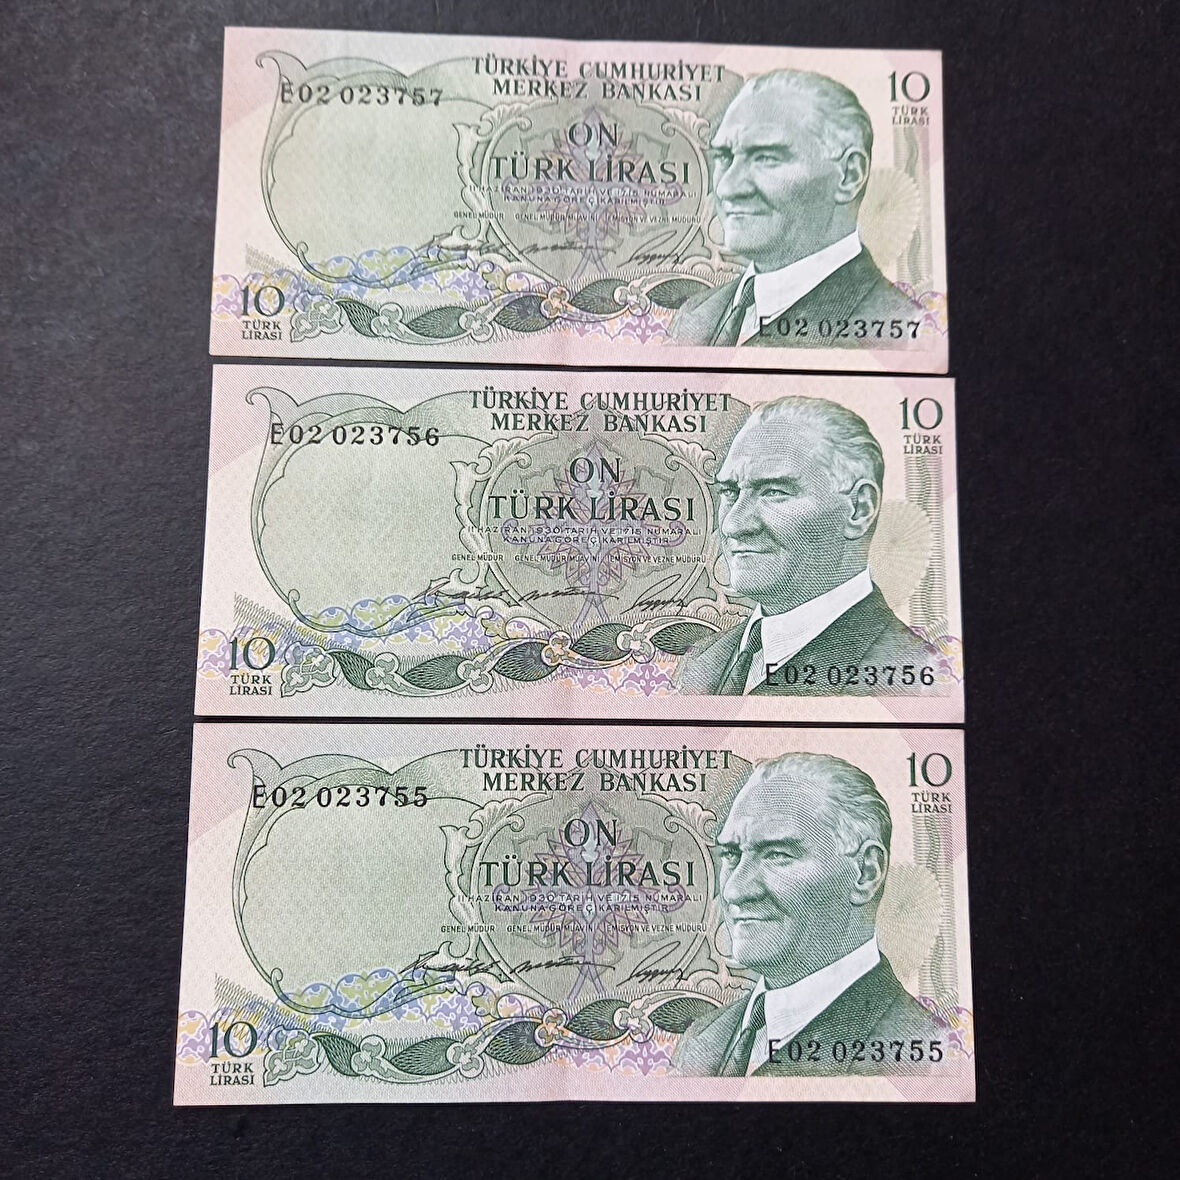 TÜRKİYE CUMHURİYET
MERKEZ BANKASI
E02 023757
10
TÜRK
LİRASI
ON
TÜRK LİRASI
11 HAZİRAN 1930 TARİH VE 1715 NUMARALI
KANUNA GÖRE ÇIKARILMIŞTIR
GENEL MÜDÜR GENEL MÜDÜR MUAVİNİ EMİSYON VE VEZNE MÜDÜRÜ
10
TÜRK
LİRASI
E02 023757
TÜRKİYE CUMHURİYET
MERKEZ BANKASI
E02 023756
10
TÜRK
LİRASI
ON
TÜRK LİRASI
11 HAZİRAN 1930 TARİH VE 1715 NUMARALI
KANUNA GÖRE ÇIKARILMIŞTIR
GENEL MÜDÜR GENEL MÜDÜR MUAVİNİ EMİSYON VE VEZNE MÜDÜRÜ
10
TÜRK
LİRASI
E02 023756
TÜRKİYE CUMHURİYET
MERKEZ BANKASI
E02 023755
10
TÜRK
LİRASI
ON
TÜRK LİRASI
11 HAZİRAN 1930 TARİH VE 1715 NUMARALI
KANUNA GÖRE ÇIKARILMIŞTIR
GENEL MÜDÜR GENEL MÜDÜR MUAVİNİ EMİSYON VE VEZNE MÜDÜRÜ
10
TÜRK
LİRASI
E02 023755